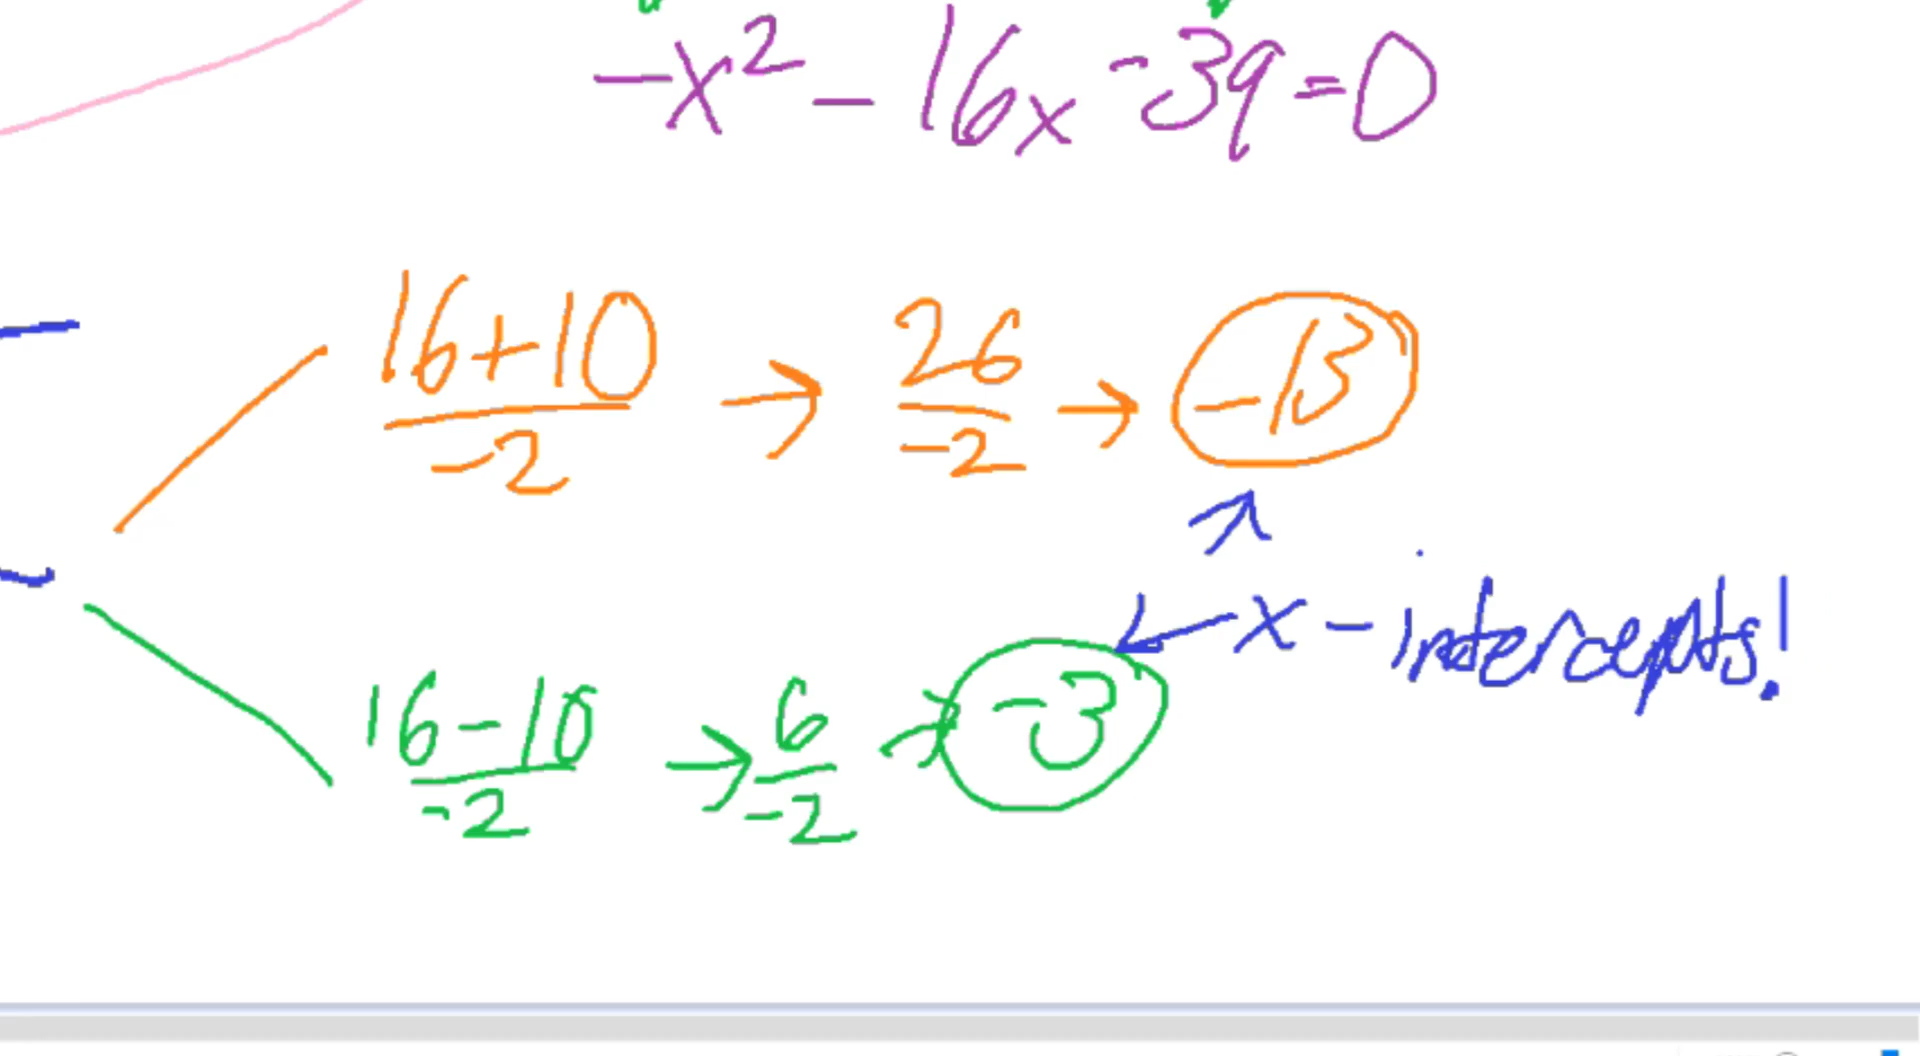 -x² - 16x - 39 = 0
16+10/-2 → 26/-2 → -13
x - intercepts!
16-10/-2 → 6/-2 → -3